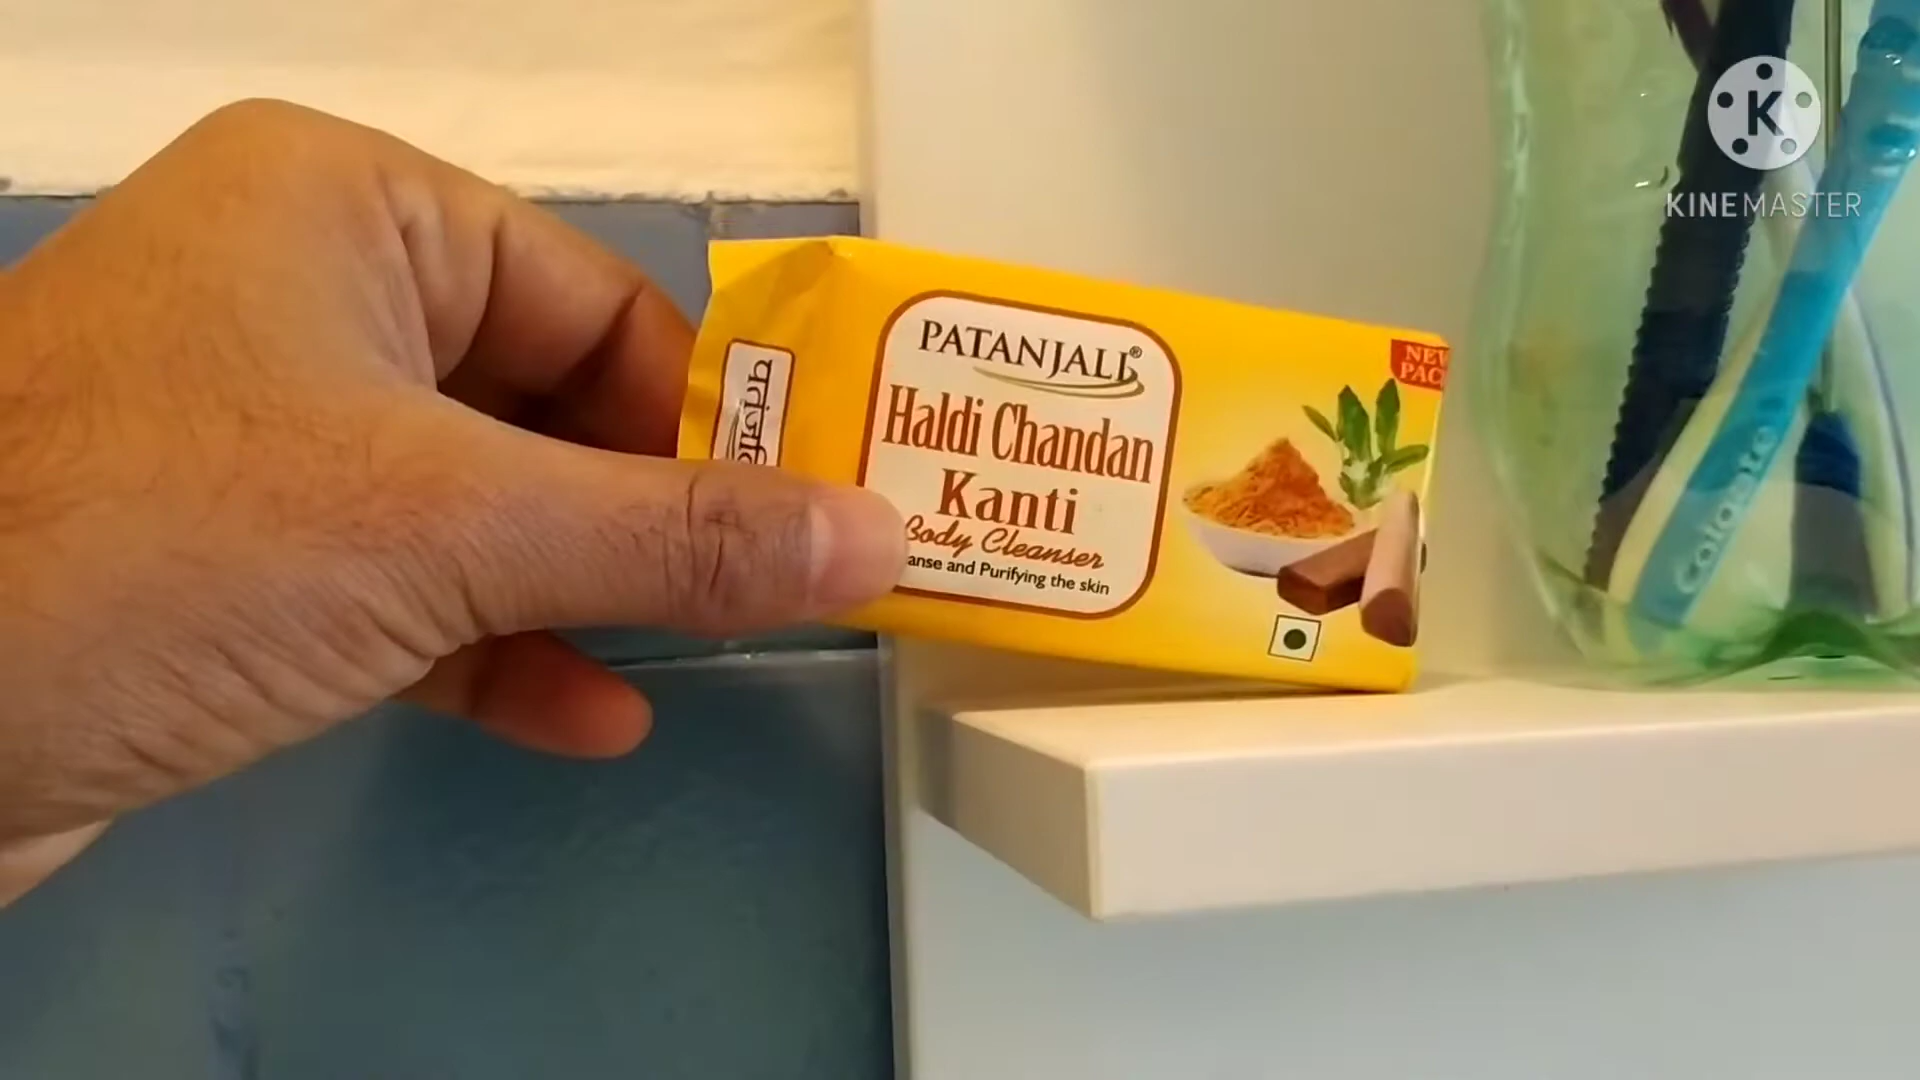 K
KINEMASTER
NEW
PAC
PATANJALI®
Haldi Chandan
Kanti
Body Cleanser
anse and Purifying the skin
पतंजलि
Colgate